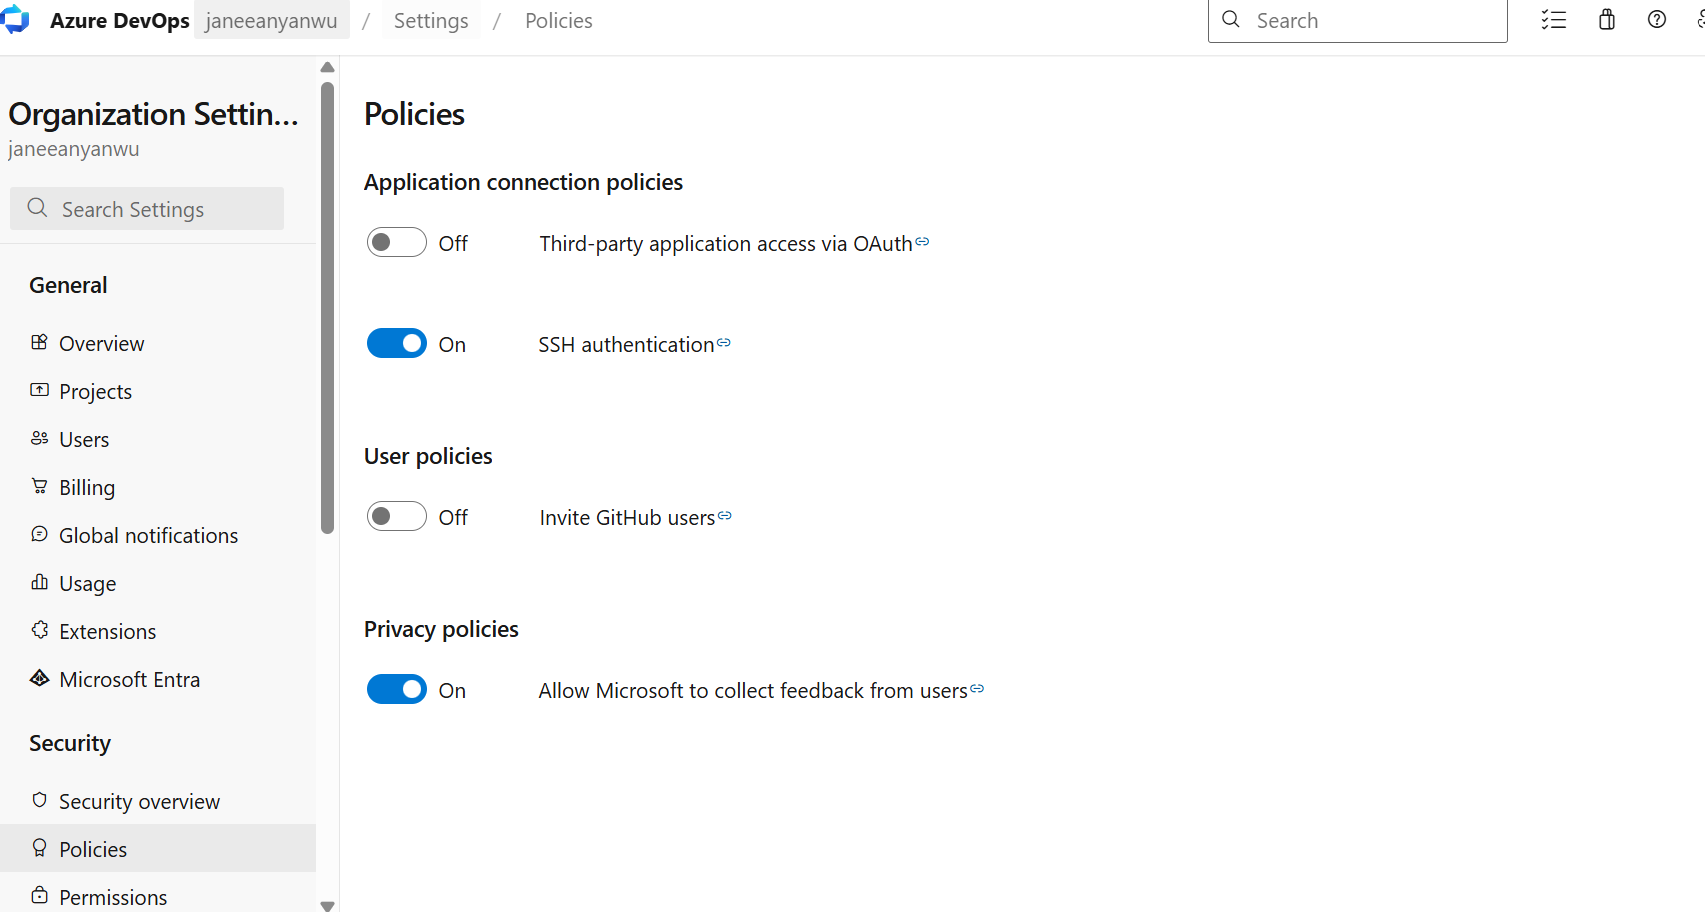 Azure DevOps janeeanyanwu / Settings / Policies
Search
Organization Settin...
janeeanyanwu
Search Settings
General
Overview
Projects
Users
Billing
Global notifications
Usage
Extensions
Microsoft Entra
Security
Security overview
Policies
Permissions
Policies
Application connection policies
Off Third-party application access via OAuth
On SSH authentication
User policies
Off Invite GitHub users
Privacy policies
On Allow Microsoft to collect feedback from users